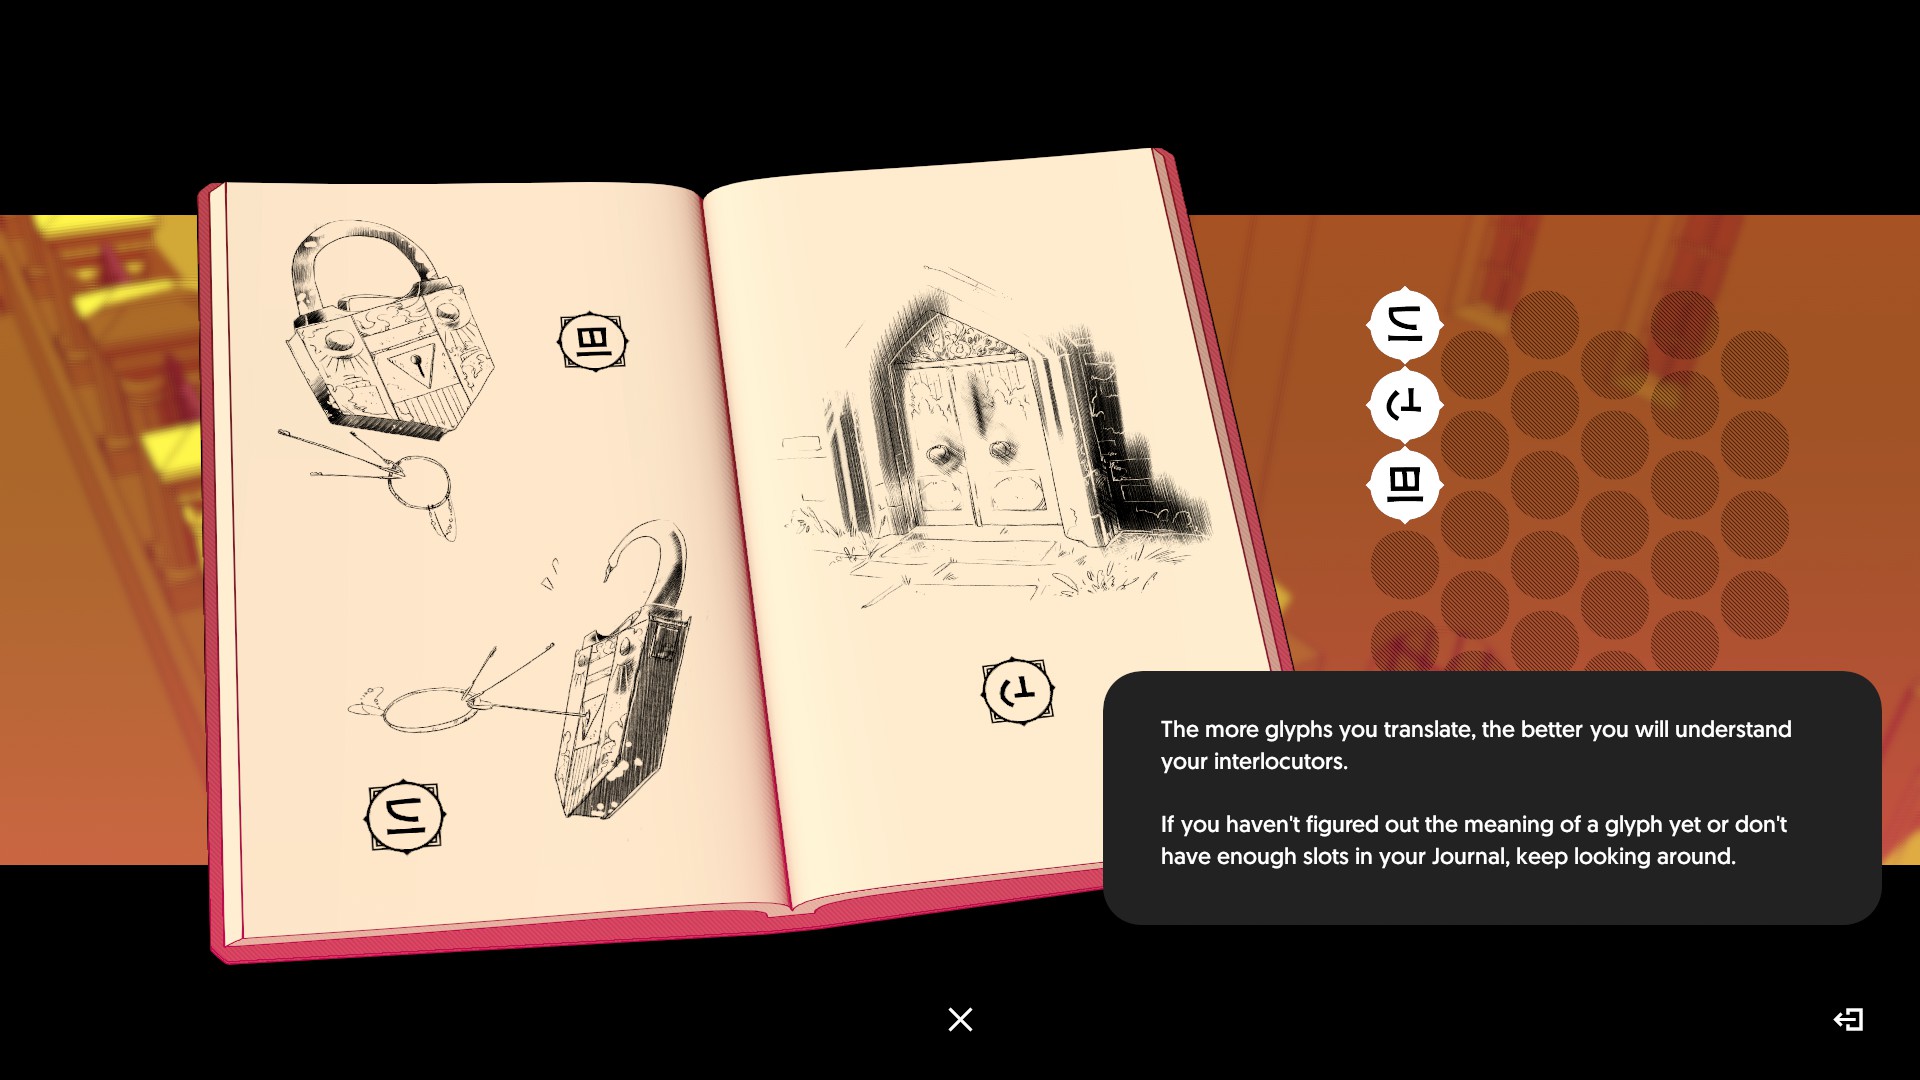 The more glyphs you translate, the better you will understand
your interlocutors.
If you haven't figured out the meaning of a glyph yet or don't
have enough slots in your Journal, keep looking around.